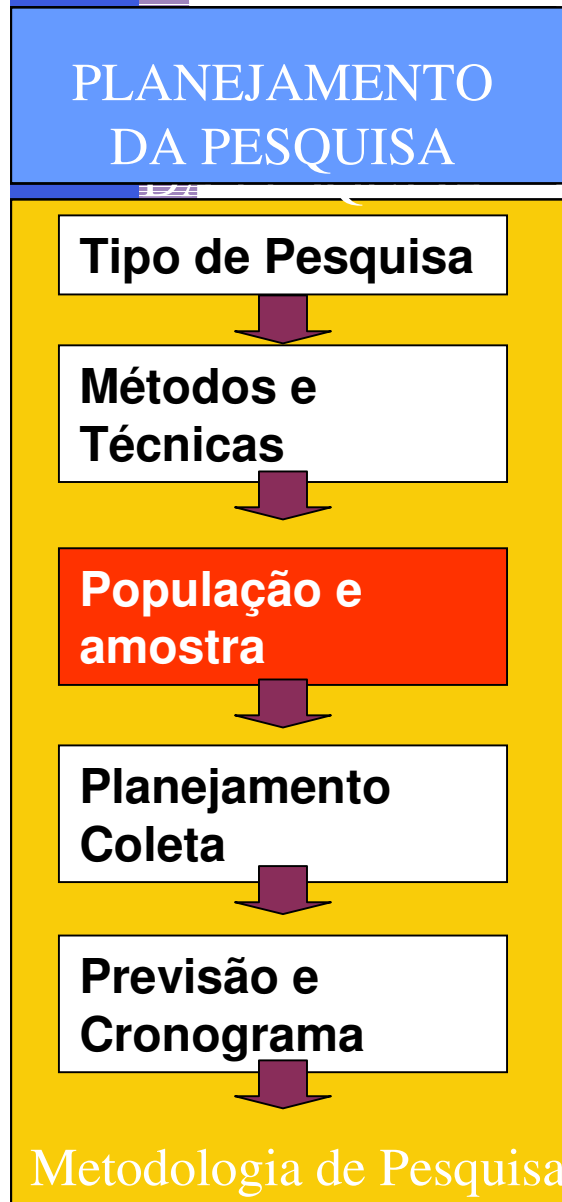 PLANEJAMENTO
DA PESQUISA
Tipo de Pesquisa
Métodos e
Técnicas
População e
amostra
Planejamento
Coleta
Previsão e
Cronograma
Metodologia de Pesquisa